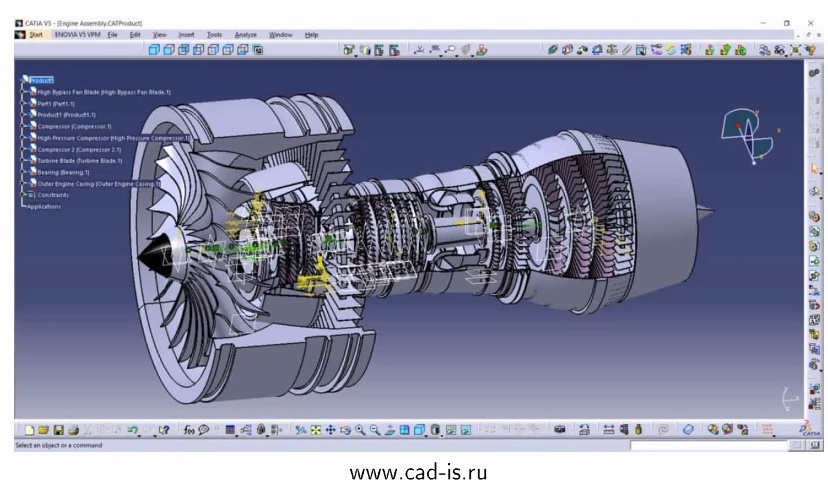 CATIA V5 - [Engine Assembly.CATProduct]
Start ENOVIA V5 VPM File Edit View Insert Tools Analyze Window Help
Product1
High Bypass Fan Blade (High Bypass Fan Blade.1)
Part1 (Part1.1)
Product1 (Product1.1)
Compressor (Compressor.1)
High Pressure Compressor (High Pressure Compressor.1)
Compressor 2 (Compressor 2.1)
Turbine Blade (Turbine Blade.1)
Bearing (Bearing.1)
Outer Engine Casing (Outer Engine Casing.1)
Constraints
Applications
f(x)
CATIA
Select an object or a command
www.cad-is.ru